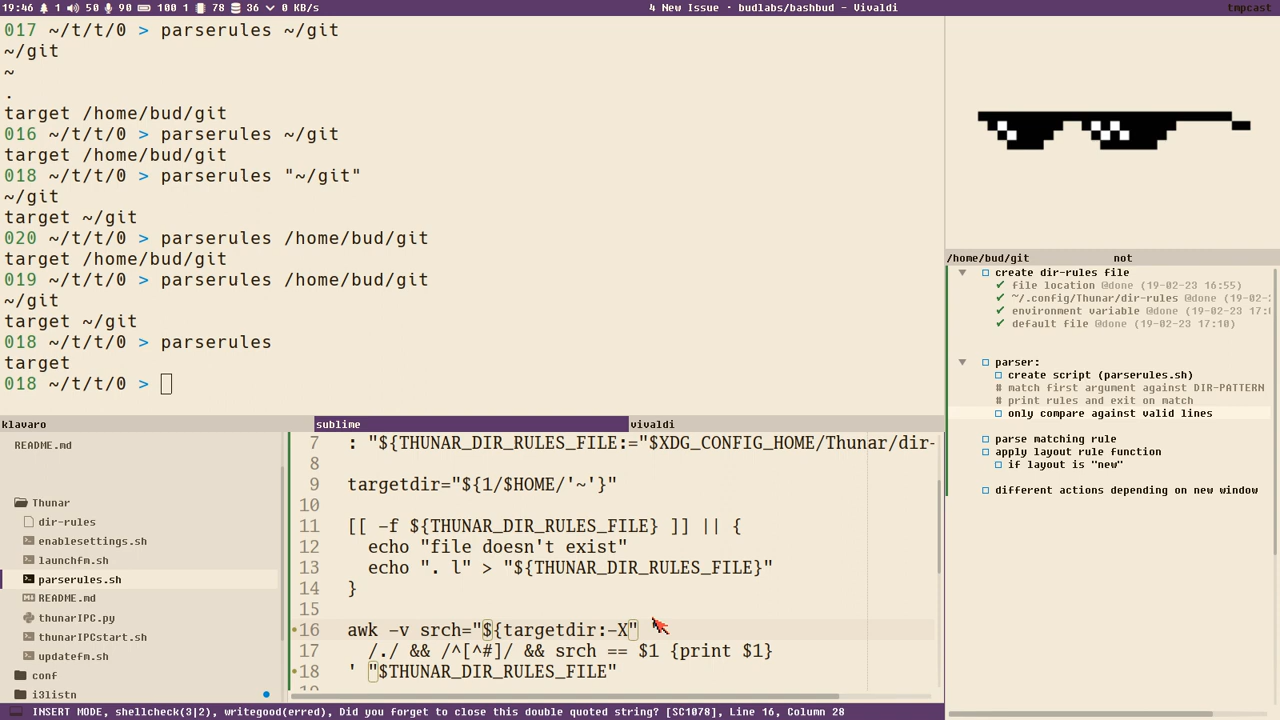 19:46 1 50 90 100 1 78 36 0 KB/s 4 New Issue · budlabs/bashbud – Vivaldi tmpcast
017 ~/t/t/0 > parserules ~/git
~/git
~
.
target /home/bud/git
016 ~/t/t/0 > parserules ~/git
target /home/bud/git
018 ~/t/t/0 > parserules "~/git"
~/git
target ~/git
020 ~/t/t/0 > parserules /home/bud/git
target /home/bud/git
019 ~/t/t/0 > parserules /home/bud/git
~/git
target ~/git
018 ~/t/t/0 > parserules
target
018 ~/t/t/0 >
/home/bud/git not
create dir-rules file
✔ file location @done (19-02-23 16:55)
✔ ~/.config/Thunar/dir-rules @done (19-02-2
✔ environment variable @done (19-02-23 17:0
✔ default file @done (19-02-23 17:10)
parser:
create script (parserules.sh)
# match first argument against DIR-PATTERN
# print rules and exit on match
only compare against valid lines
parse matching rule
apply layout rule function
if layout is "new"
different actions depending on new window
klavaro sublime vivaldi
README.md
Thunar
dir-rules
enablesettings.sh
launchfm.sh
parserules.sh
README.md
thunarIPC.py
thunarIPCstart.sh
updatefm.sh
conf
i3listn
7 : "${THUNAR_DIR_RULES_FILE:="$XDG_CONFIG_HOME/Thunar/dir-
8
9 targetdir="${1/$HOME/'~'}"
10
11 [[ -f ${THUNAR_DIR_RULES_FILE} ]] || {
12 echo "file doesn't exist"
13 echo ". l" > "${THUNAR_DIR_RULES_FILE}"
14 }
15
16 awk -v srch="${targetdir:-X"
17 /./ && /^[^#]/ && srch == $1 {print $1}
18 ' "$THUNAR_DIR_RULES_FILE"
INSERT MODE, shellcheck(3|2), writegood(erred), Did you forget to close this double quoted string? [SC1078], Line 16, Column 28